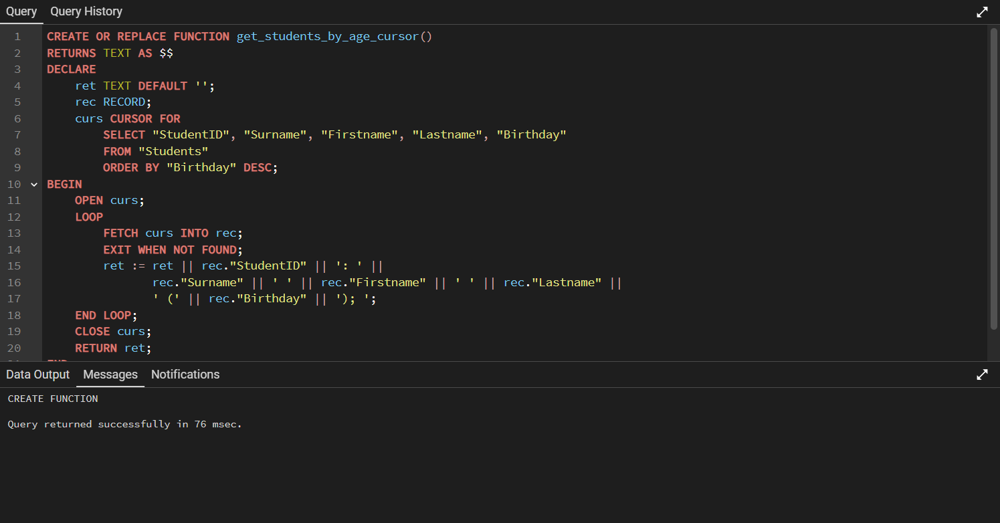 Query Query History
1 CREATE OR REPLACE FUNCTION get_students_by_age_cursor()
2 RETURNS TEXT AS $$
3 DECLARE
4     ret TEXT DEFAULT '';
5     rec RECORD;
6     curs CURSOR FOR
7         SELECT "StudentID", "Surname", "Firstname", "Lastname", "Birthday"
8         FROM "Students"
9         ORDER BY "Birthday" DESC;
10 BEGIN
11     OPEN curs;
12     LOOP
13         FETCH curs INTO rec;
14         EXIT WHEN NOT FOUND;
15         ret := ret || rec."StudentID" || ': ' ||
16                rec."Surname" || ' ' || rec."Firstname" || ' ' || rec."Lastname" ||
17                ' (' || rec."Birthday" || '); ';
18     END LOOP;
19     CLOSE curs;
20     RETURN ret;
Data Output Messages Notifications
CREATE FUNCTION
Query returned successfully in 76 msec.